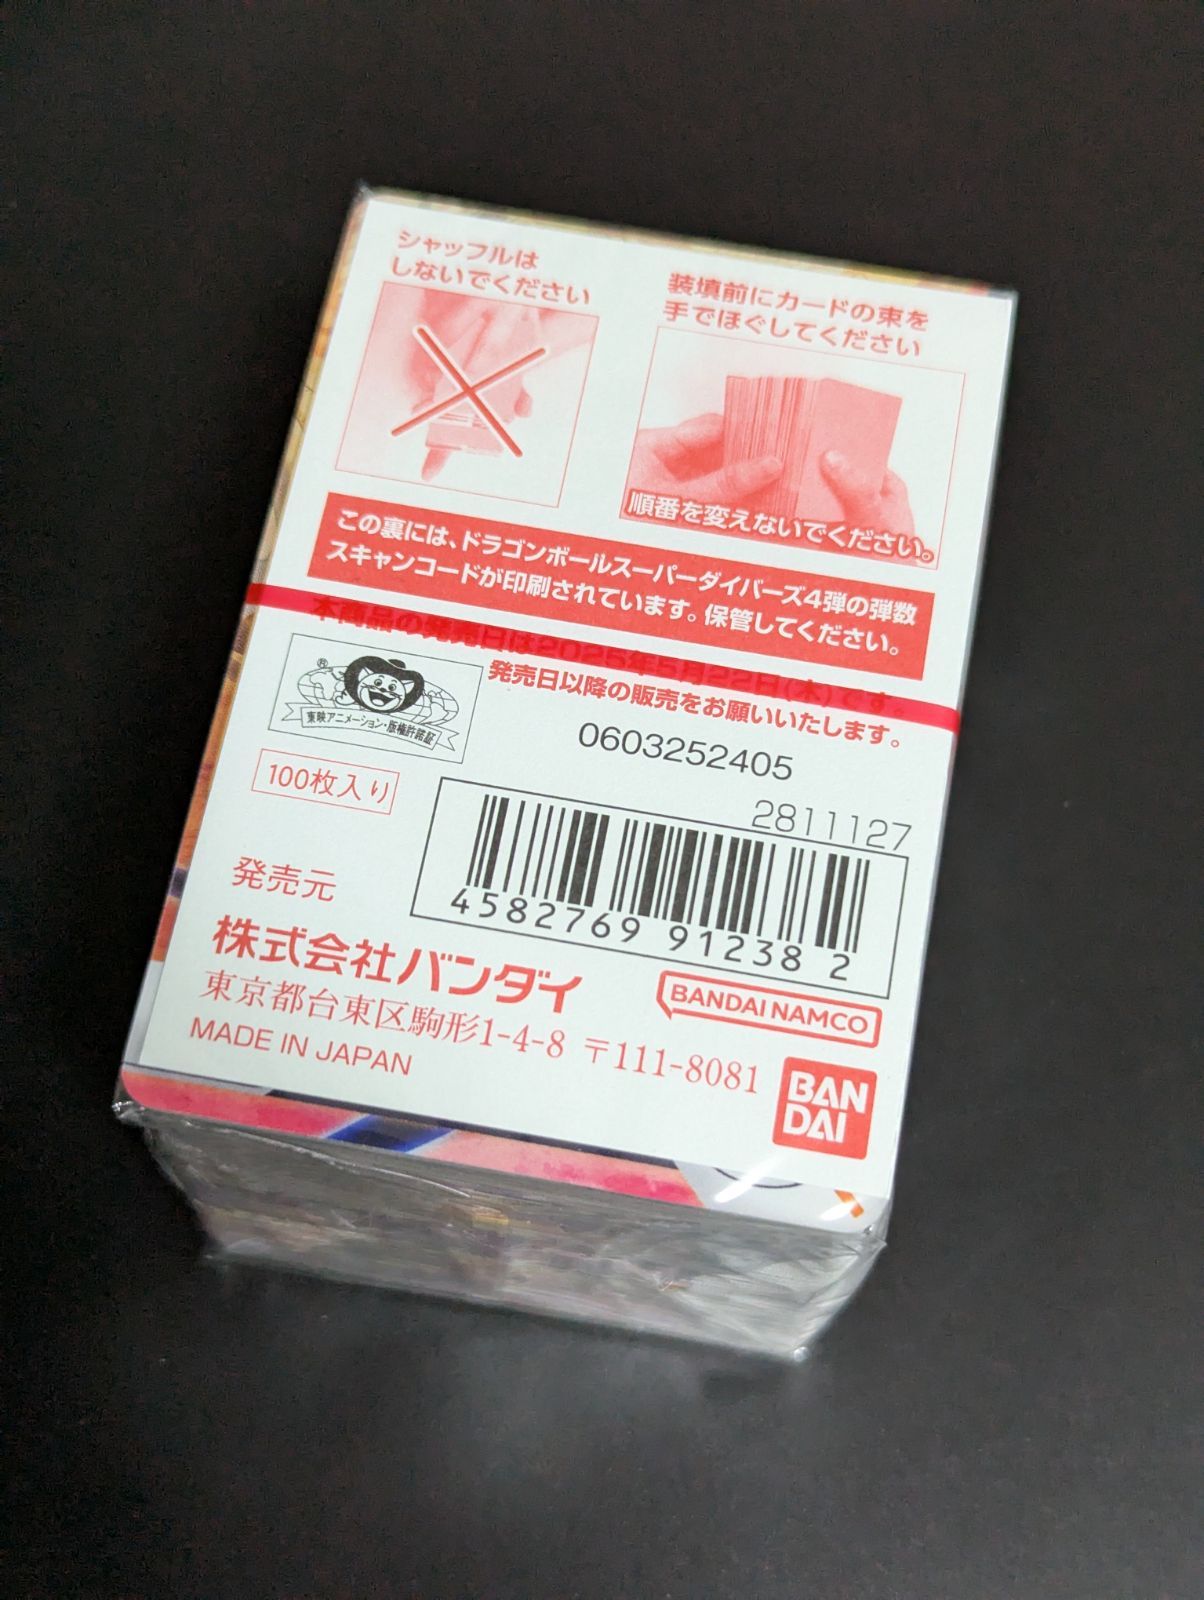 シャッフルは
しないでください
装填前にカードの束を
手でほぐしてください
順番を変えないでください。
この裏には、ドラゴンボールスーパーダイバーズ4弾の弾数
スキャンコードが印刷されています。保管してください。
本商品の発売日は2025年5月22日(木)です。
発売日以降の販売をお願いいたします。
®
東映アニメーション・版権許諾証
0603252405
100枚入り
2811127
4582769 91238 2
発売元
株式会社バンダイ
東京都台東区駒形1-4-8 〒111-8081
MADE IN JAPAN
BANDAI NAMCO
BAN
DAI